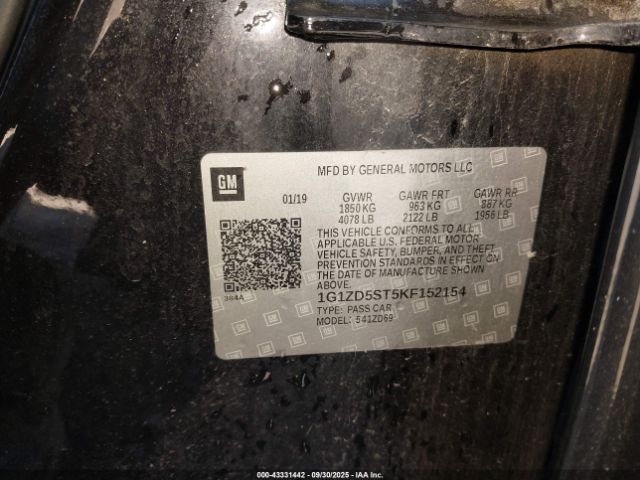 GM
MFD BY GENERAL MOTORS LLC
01/19 GVWR GAWR FRT GAWR RR
1850 KG 963 KG 887 KG
4078 LB 2122 LB 1956 LB
THIS VEHICLE CONFORMS TO ALL
APPLICABLE U.S. FEDERAL MOTOR
VEHICLE SAFETY, BUMPER, AND THEFT
PREVENTION STANDARDS IN EFFECT ON
THE DATE OF MANUFACTURE SHOWN
ABOVE.
384A
1G1ZD5ST5KF152154
TYPE: PASS CAR
MODEL: 541ZD69
000-43331442 - 09/30/2025 - IAA Inc.